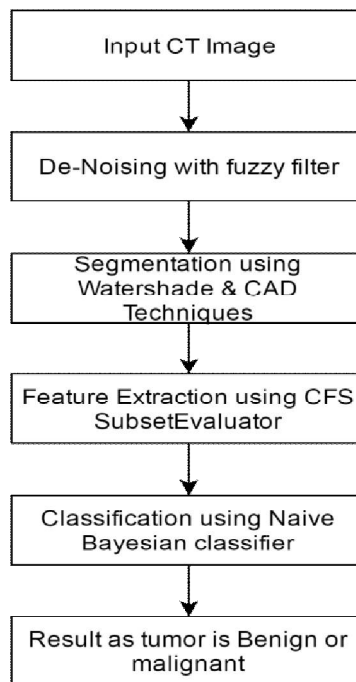 Input CT Image
De-Noising with fuzzy filter
Segmentation using
Watershade & CAD
Techniques
Feature Extraction using CFS
SubsetEvaluator
Classification using Naive
Bayesian classifier
Result as tumor is Benign or
malignant